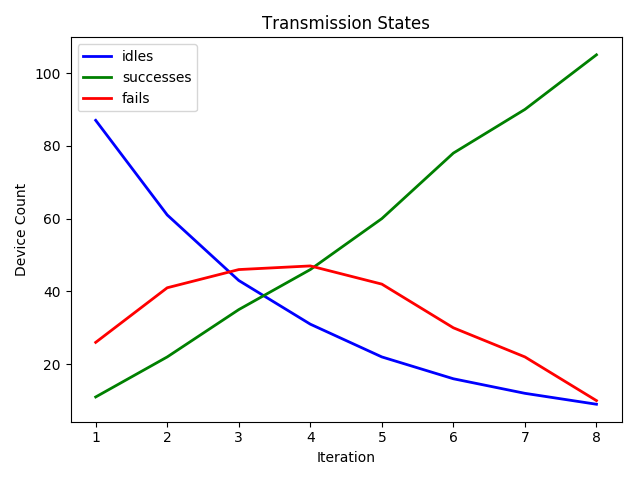 Transmission States
idles
successes
fails
Device Count
100
80
60
40
20
1 2 3 4 5 6 7 8
Iteration